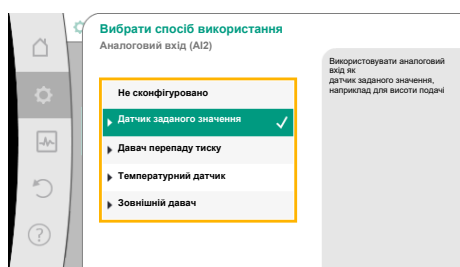 Вибрати спосіб використання
Аналоговий вхід (AI2)
Використовувати аналоговий
вхід як
датчик заданого значення,
наприклад для висоти подачі
Не сконфігуровано
Датчик заданого значення
Давач перепаду тиску
Температурний датчик
Зовнішній давач